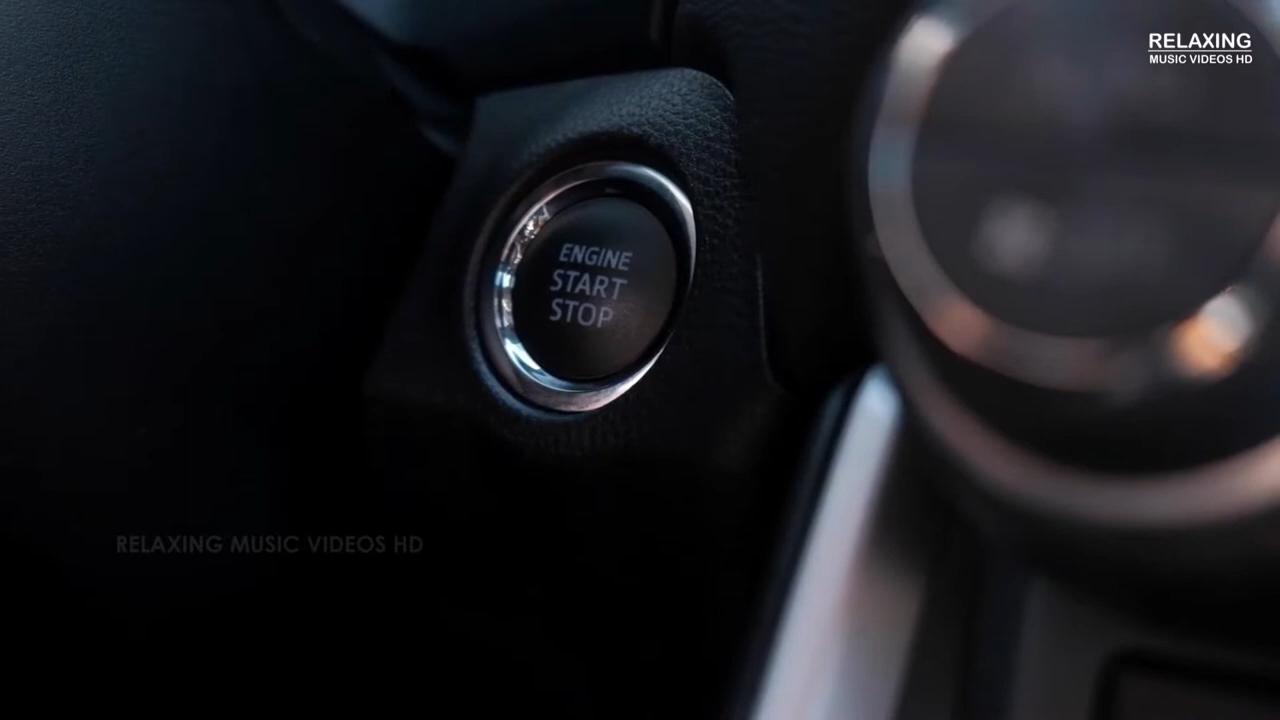 RELAXING
MUSIC VIDEOS HD
ENGINE
START
STOP
RELAXING MUSIC VIDEOS HD